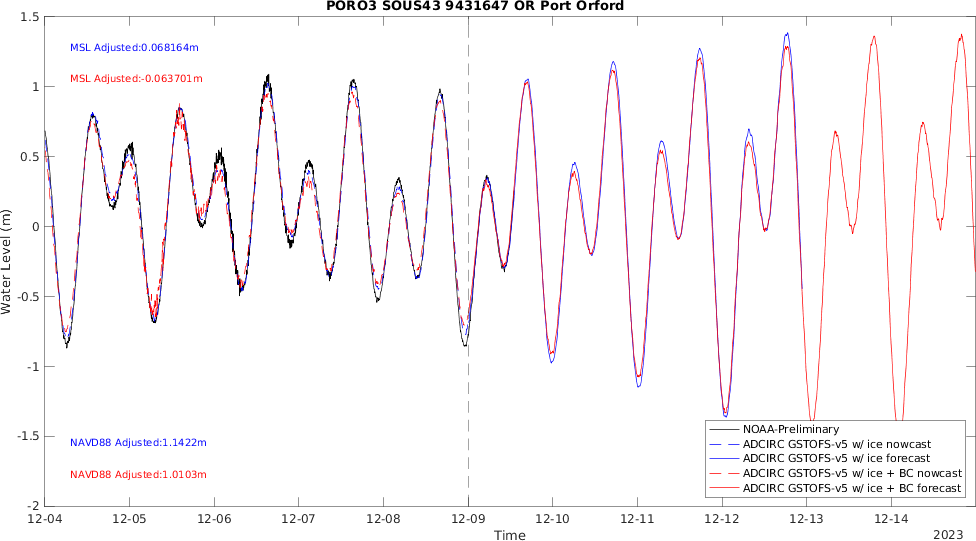 PORO3 SOUS43 9431647 OR Port Orford
MSL Adjusted:0.068164m
MSL Adjusted:-0.063701m
NAVD88 Adjusted:1.1422m
NAVD88 Adjusted:1.0103m
Water Level (m)
1.5
1
0.5
0
-0.5
-1
-1.5
-2
NOAA-Preliminary
ADCIRC GSTOFS-v5 w/ ice nowcast
ADCIRC GSTOFS-v5 w/ ice forecast
ADCIRC GSTOFS-v5 w/ ice + BC nowcast
ADCIRC GSTOFS-v5 w/ ice + BC forecast
12-04 12-05 12-06 12-07 12-08 12-09 12-10 12-11 12-12 12-13 12-14
Time
2023